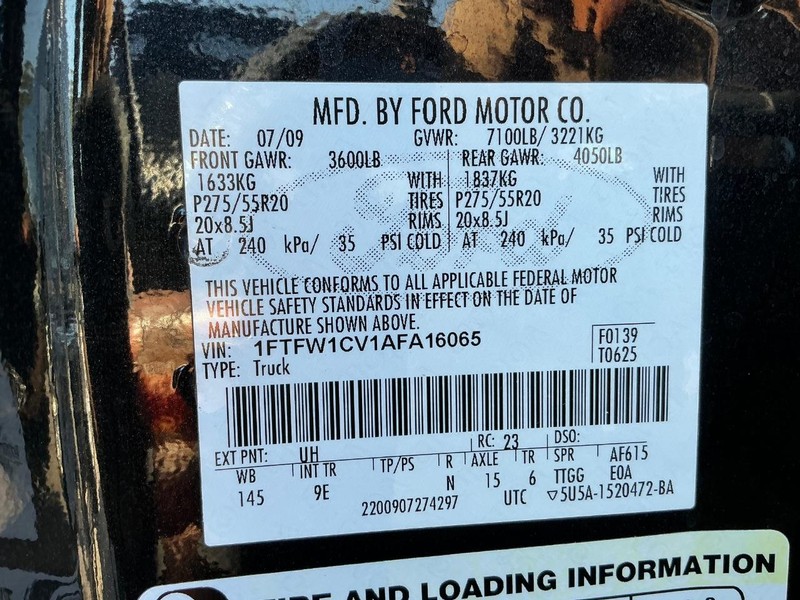 MFD. BY FORD MOTOR CO.
DATE: 07/09 GVWR: 7100LB/ 3221KG
FRONT GAWR: 3600LB REAR GAWR: 4050LB
1633KG WITH 1837KG WITH
P275/55R20 TIRES P275/55R20 TIRES
20x8.5J RIMS 20x8.5J RIMS
AT 240 kPa/ 35 PSI COLD AT 240 kPa/ 35 PSI COLD
THIS VEHICLE CONFORMS TO ALL APPLICABLE FEDERAL MOTOR
VEHICLE SAFETY STANDARDS IN EFFECT ON THE DATE OF
MANUFACTURE SHOWN ABOVE.
VIN: 1FTFW1CV1AFA16065 F0139
TYPE: Truck T0625
EXT PNT: UH RC: 23 DSO:
WB INT TR TP/PS R AXLE TR SPR AF615
145 9E N 15 6 TTGG E0A
2200907274297 UTC ▽5U5A-1520472-BA
TIRE AND LOADING INFORMATION